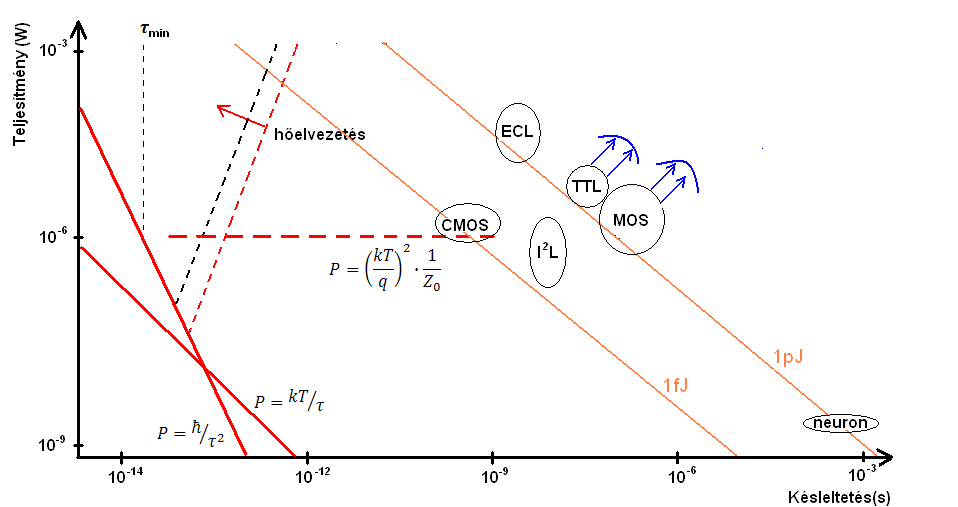 Teljesítmény (W)
τmin
10⁻³
hőelvezetés
ECL
TTL
MOS
CMOS
I²L
10⁻⁶
P = (kT/q)² · 1/Z₀
1pJ
1fJ
P = kT/τ
P = ħ/τ²
neuron
10⁻⁹
10⁻¹⁴ 10⁻¹² 10⁻⁹ 10⁻⁶ 10⁻³
Késleltetés(s)